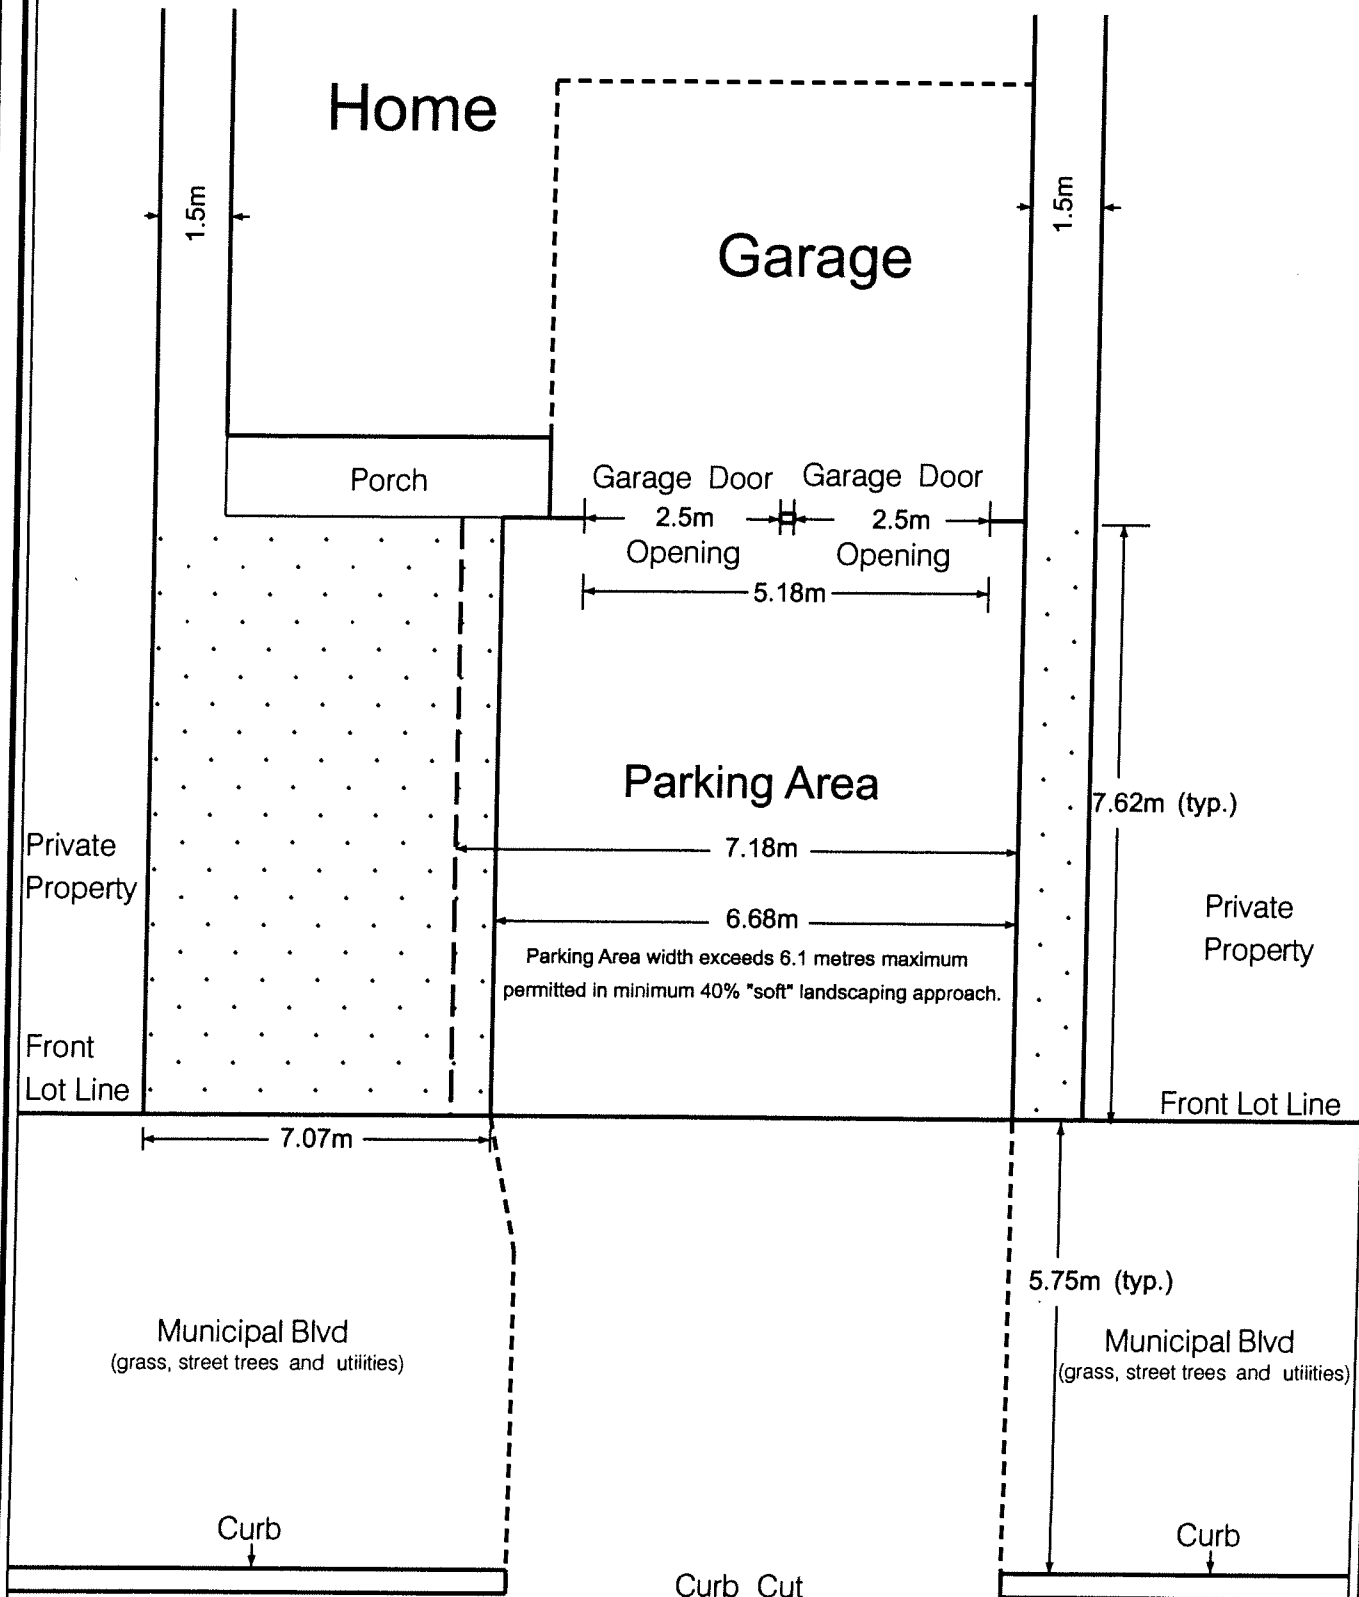 Home
1.5m
1.5m
Garage
Porch
Garage Door Garage Door
2.5m 2.5m
Opening Opening
5.18m
Parking Area
7.62m (typ.)
Private
Property
7.18m
6.68m
Private
Property
Parking Area width exceeds 6.1 metres maximum
permitted in minimum 40% "soft" landscaping approach.
Front
Lot Line
Front Lot Line
7.07m
5.75m (typ.)
Municipal Blvd
(grass, street trees and utilities)
Municipal Blvd
(grass, street trees and utilities)
Curb
Curb
Curb Cut